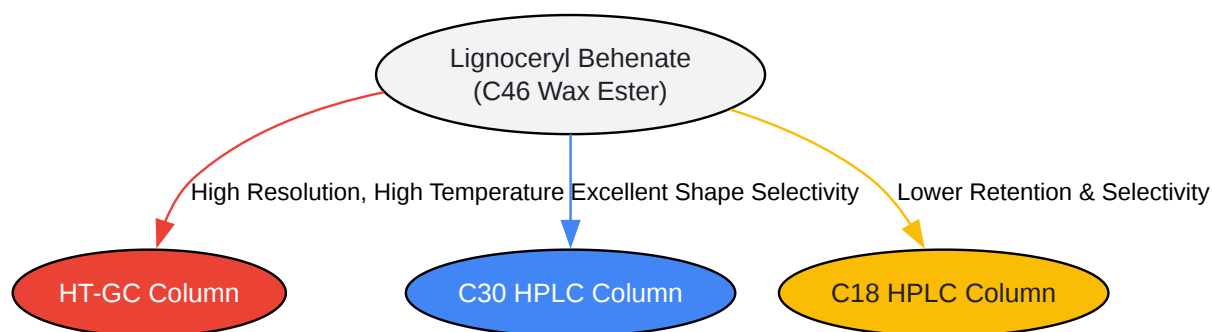 Lignoceryl Behenate
(C46 Wax Ester)
High Resolution, High Temperature
Excellent Shape Selectivity
Lower Retention & Selectivity
HT-GC Column
C30 HPLC Column
C18 HPLC Column